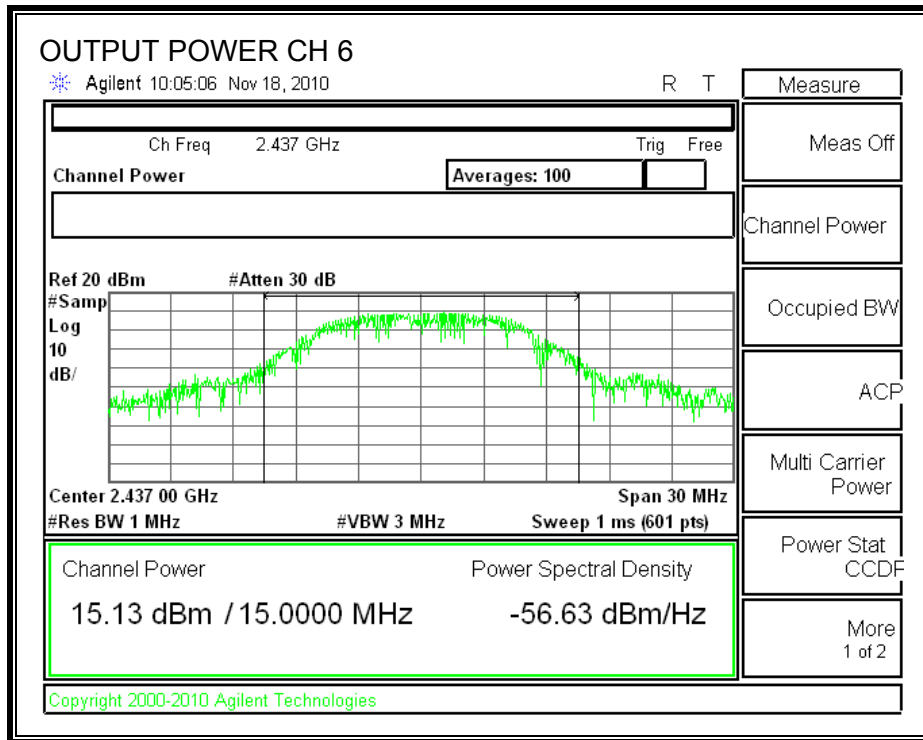 OUTPUT POWER CH 6
Agilent 10:05:06 Nov 18, 2010 R T
Measure
Ch Freq 2.437 GHz Trig Free
Meas Off
Channel Power Averages: 100
Channel Power
Ref 20 dBm #Atten 30 dB
#Samp
Log
10
dB/
Occupied BW
ACP
Multi Carrier
Power
Center 2.437 00 GHz Span 30 MHz
#Res BW 1 MHz #VBW 3 MHz Sweep 1 ms (601 pts)
Power Stat
CCDF
Channel Power Power Spectral Density
15.13 dBm / 15.0000 MHz -56.63 dBm/Hz
More
1 of 2
Copyright 2000-2010 Agilent Technologies